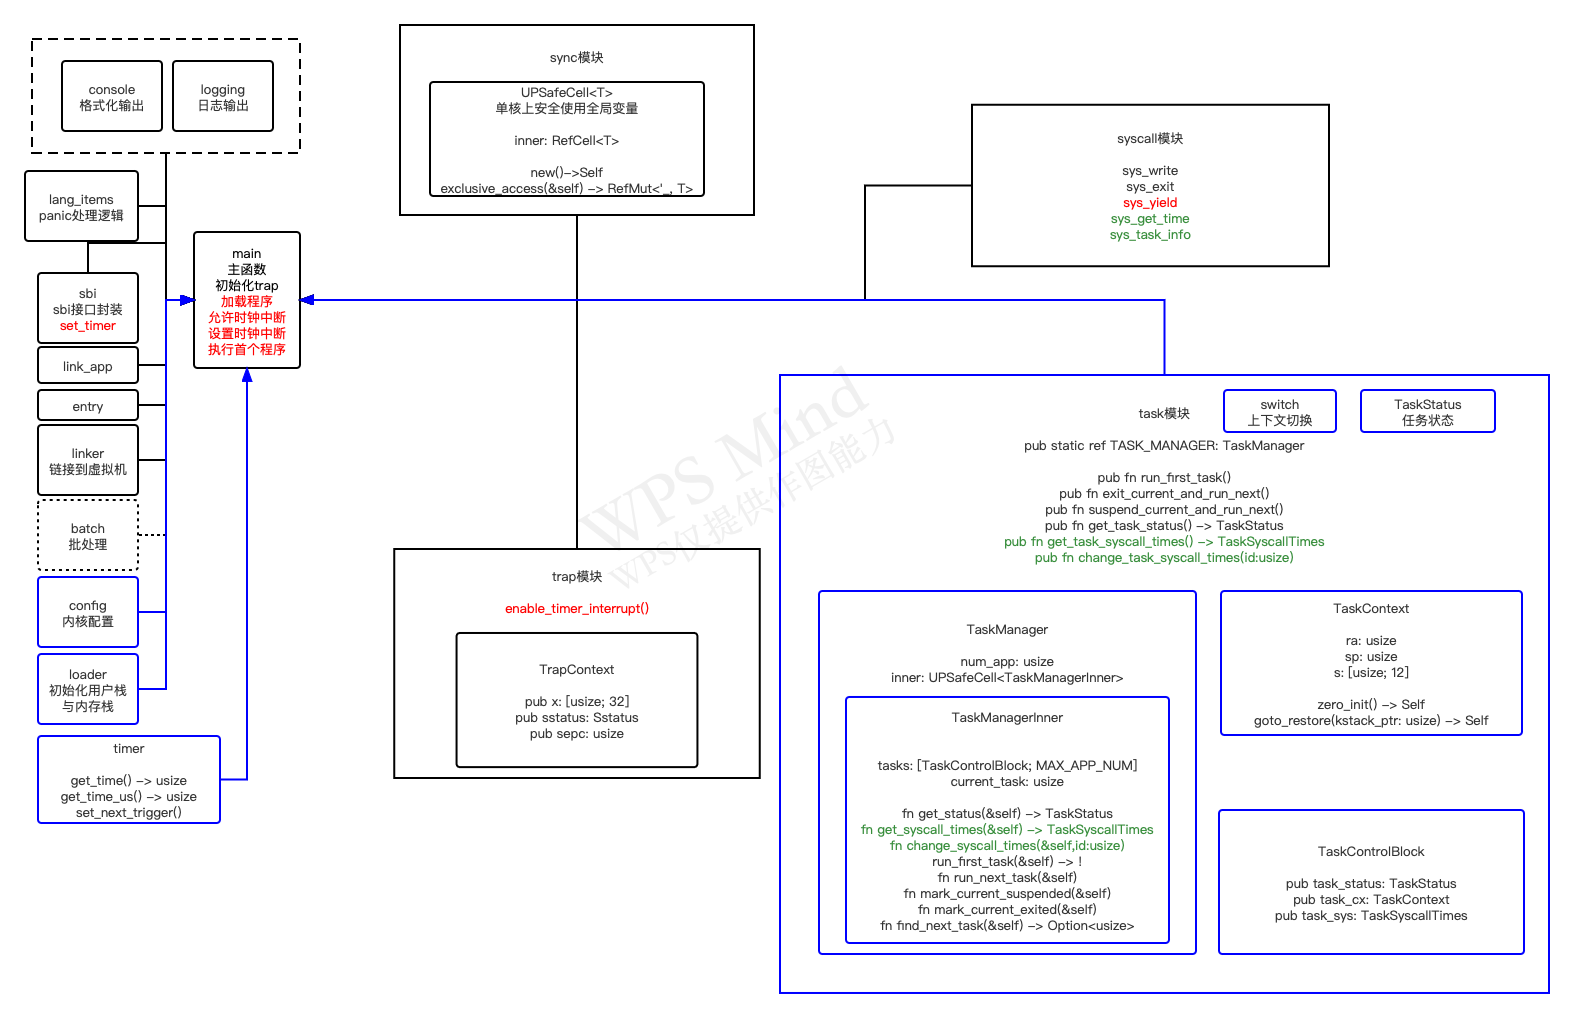 console
格式化输出
logging
日志输出
lang_items
panic处理逻辑
sbi
sbi接口封装
set_timer
link_app
entry
linker
链接到虚拟机
batch
批处理
config
内核配置
loader
初始化用户栈
与内存栈
timer
get_time() -> usize
get_time_us() -> usize
set_next_trigger()
main
主函数
初始化trap
加载程序
允许时钟中断
设置时钟中断
执行首个程序
sync模块
UPSafeCell<T>
单核上安全使用全局变量
inner: RefCell<T>
new()->Self
exclusive_access(&self) -> RefMut<'_, T>
trap模块
enable_timer_interrupt()
TrapContext
pub x: [usize; 32]
pub sstatus: Sstatus
pub sepc: usize
syscall模块
sys_write
sys_exit
sys_yield
sys_get_time
sys_task_info
task模块
switch
上下文切换
TaskStatus
任务状态
pub static ref TASK_MANAGER: TaskManager
pub fn run_first_task()
pub fn exit_current_and_run_next()
pub fn suspend_current_and_run_next()
pub fn get_task_status() -> TaskStatus
pub fn get_task_syscall_times() -> TaskSyscallTimes
pub fn change_task_syscall_times(id:usize)
TaskManager
num_app: usize
inner: UPSafeCell<TaskManagerInner>
TaskManagerInner
tasks: [TaskControlBlock; MAX_APP_NUM]
current_task: usize
fn get_status(&self) -> TaskStatus
fn get_syscall_times(&self) -> TaskSyscallTimes
fn change_syscall_times(&self,id:usize)
run_first_task(&self) -> !
fn run_next_task(&self)
fn mark_current_suspended(&self)
fn mark_current_exited(&self)
fn find_next_task(&self) -> Option<usize>
TaskContext
ra: usize
sp: usize
s: [usize; 12]
zero_init() -> Self
goto_restore(kstack_ptr: usize) -> Self
TaskControlBlock
pub task_status: TaskStatus
pub task_cx: TaskContext
pub task_sys: TaskSyscallTimes
WPS Mind
WPS仅提供作图能力